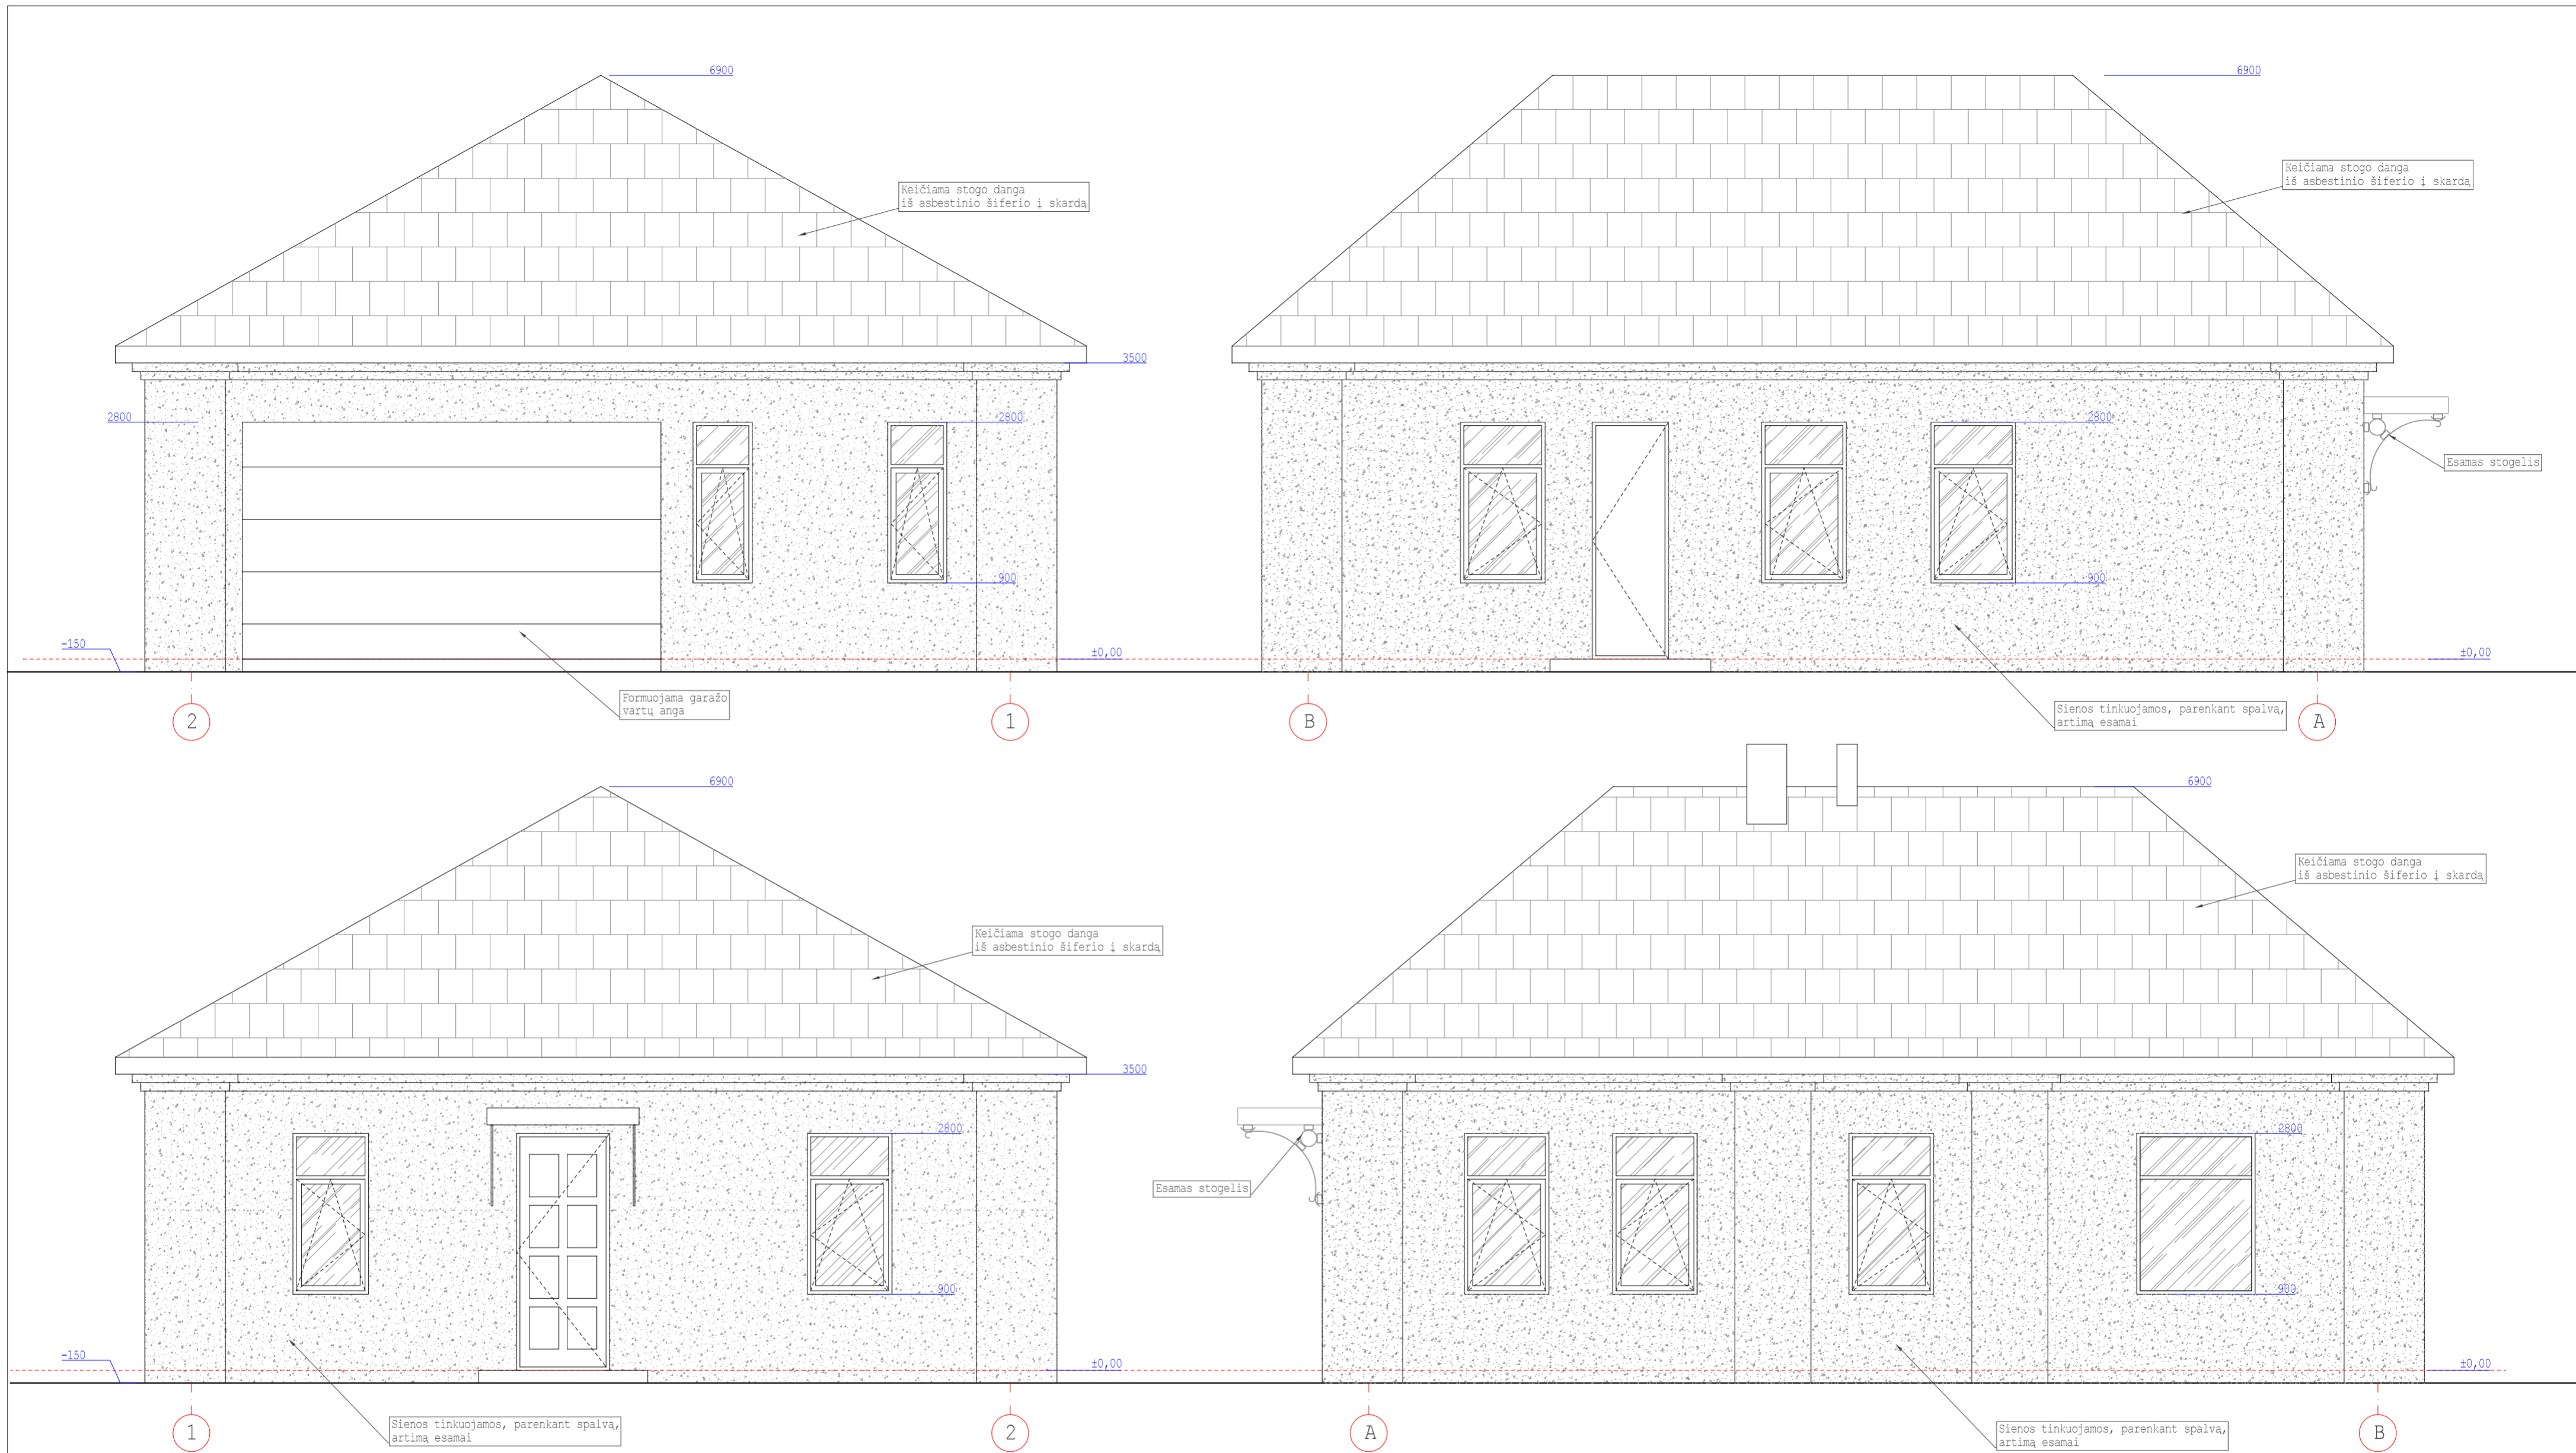 6900
Keičiama stogo danga
iš asbestinio šiferio į skardą
3500
2800
2800
900
-150
±0,00
Formuojama garažo
vartų anga
2
1
6900
Keičiama stogo danga
iš asbestinio šiferio į skardą
2800
Esamas stogelis
900
±0,00
Sienos tinkuojamos, parenkant spalvą,
artimą esamai
B
A
6900
Keičiama stogo danga
iš asbestinio šiferio į skardą
3500
2800
900
-150
±0,00
Sienos tinkuojamos, parenkant spalvą,
artimą esamai
1
2
6900
Keičiama stogo danga
iš asbestinio šiferio į skardą
2800
Esamas stogelis
900
±0,00
Sienos tinkuojamos, parenkant spalvą,
artimą esamai
A
B